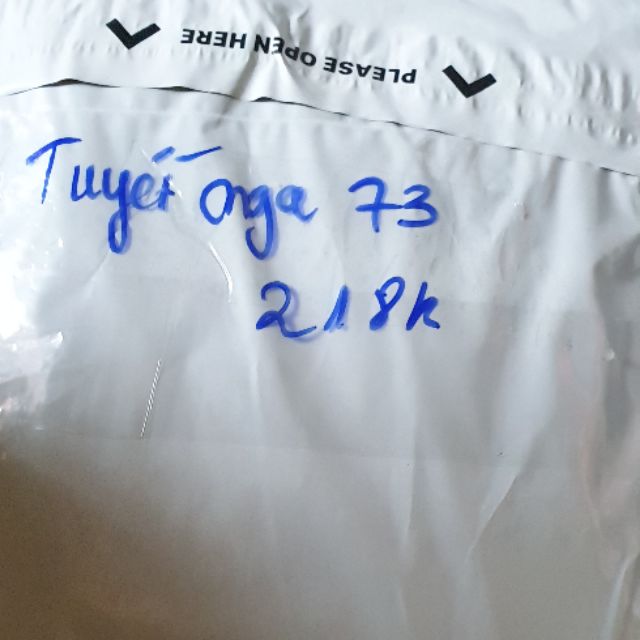 PLEASE OPEN HERE
Tuyết nga 73
218k